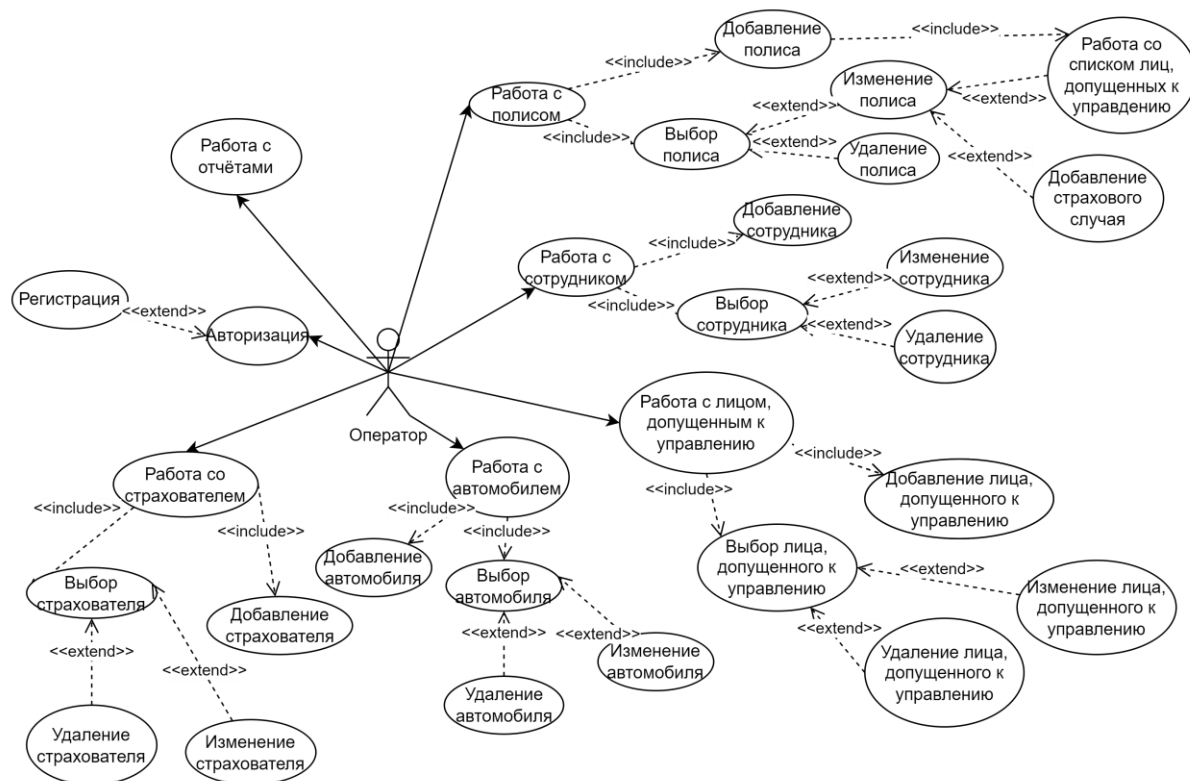 Добавление
полиса
<<include>>
<<include>>
Работа со
списком лиц,
допущенных к
управдению
Работа с
полисом
Изменение
полиса
<<extend>>
<<extend>>
<<include>>
Выбор
полиса
<<extend>>
Удаление
полиса
<<extend>>
Добавление
страхового
случая
Работа с
отчётами
Добавление
сотрудника
<<include>>
Работа с
сотрудником
<<include>>
Выбор
сотрудника
<<extend>>
Изменение
сотрудника
<<extend>>
Удаление
сотрудника
Регистрация
<<extend>>
Авторизация
Оператор
Работа с лицом,
допущенным к
управлению
<<include>>
Добавление лица,
допущенного к
управлению
<<include>>
Выбор лица,
допущенного к
управлению
<<extend>>
Изменение лица,
допущенного к
управлению
<<extend>>
Удаление лица,
допущенного к
управлению
Работа со
страхователем
<<include>>
<<include>>
Выбор
страхователя
Добавление
страхователя
<<extend>>
<<extend>>
Удаление
страхователя
Изменение
страхователя
Работа с
автомобилем
<<include>>
<<include>>
Добавление
автомобиля
Выбор
автомобиля
<<extend>>
<<extend>>
Изменение
автомобиля
Удаление
автомобиля